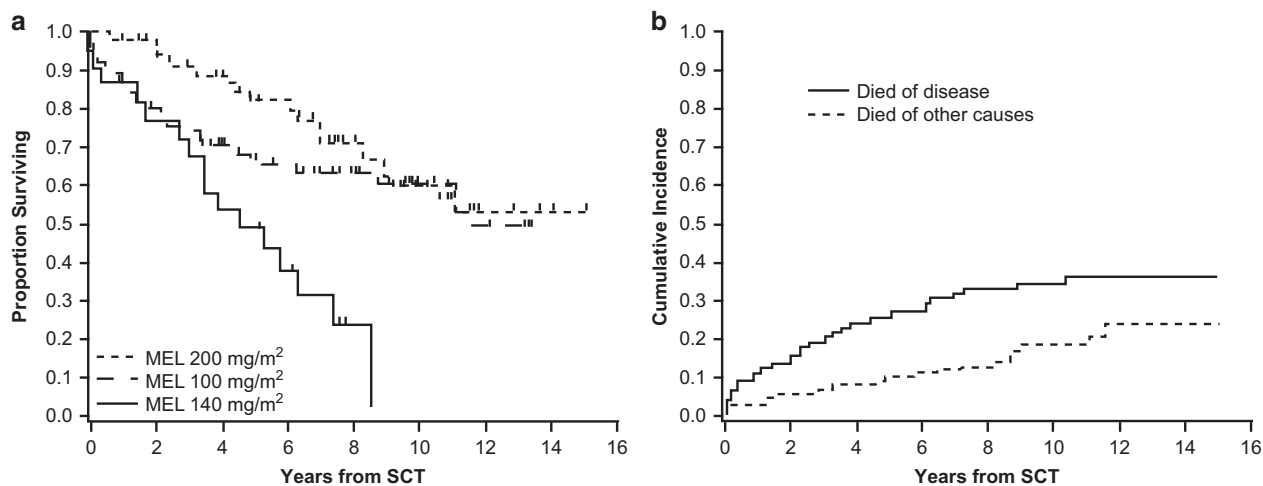 a
Proportion Surviving
1.0
0.9
0.8
0.7
0.6
0.5
0.4
0.3
0.2
0.1
0.0
MEL 200 mg/m²
MEL 100 mg/m²
MEL 140 mg/m²
0 2 4 6 8 10 12 14 16
Years from SCT
b
Cumulative Incidence
1.0
0.9
0.8
0.7
0.6
0.5
0.4
0.3
0.2
0.1
0.0
Died of disease
Died of other causes
0 2 4 6 8 10 12 14 16
Years from SCT